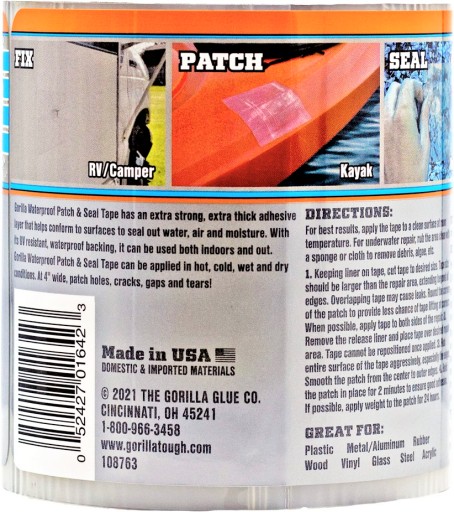 FIX
PATCH
SEAL
RV/Camper
Kayak
Gorilla Waterproof Patch & Seal Tape has an extra strong, extra thick adhesive
layer that helps conform to surfaces to seal out water, air and moisture. With
its UV resistant, waterproof backing, it can be used both indoors and out.
Gorilla Waterproof Patch & Seal Tape can be applied in hot, cold, wet and dry
conditions. At 4" wide, patch holes, cracks, gaps and tears!
0 52427 01642 3
Made in USA
DOMESTIC & IMPORTED MATERIALS
© 2021 THE GORILLA GLUE CO.
CINCINNATI, OH 45241
1-800-966-3458
www.gorillatough.com
108763
DIRECTIONS:
For best results, apply the tape to a clean surface at
temperature. For underwater repair, rub the area
a sponge or cloth to remove debris, algae, etc.
1. Keeping liner on tape, cut tape to desired size. Tape
should be larger than the repair area, extending
edges. Overlapping tape may cause leaks. Round
of the patch to provide less chance of tape lifting
When possible, apply tape to both sides of the repair.
Remove the release liner and place tape over
area. Tape cannot be repositioned once applied.
entire surface of the tape aggressively, especially
Smooth the patch from the center to outer edges.
the patch in place for 2 minutes to ensure good
If possible, apply weight to the patch for 24 hours.
GREAT FOR:
Plastic Metal/Aluminum Rubber
Wood Vinyl Glass Steel Acrylic